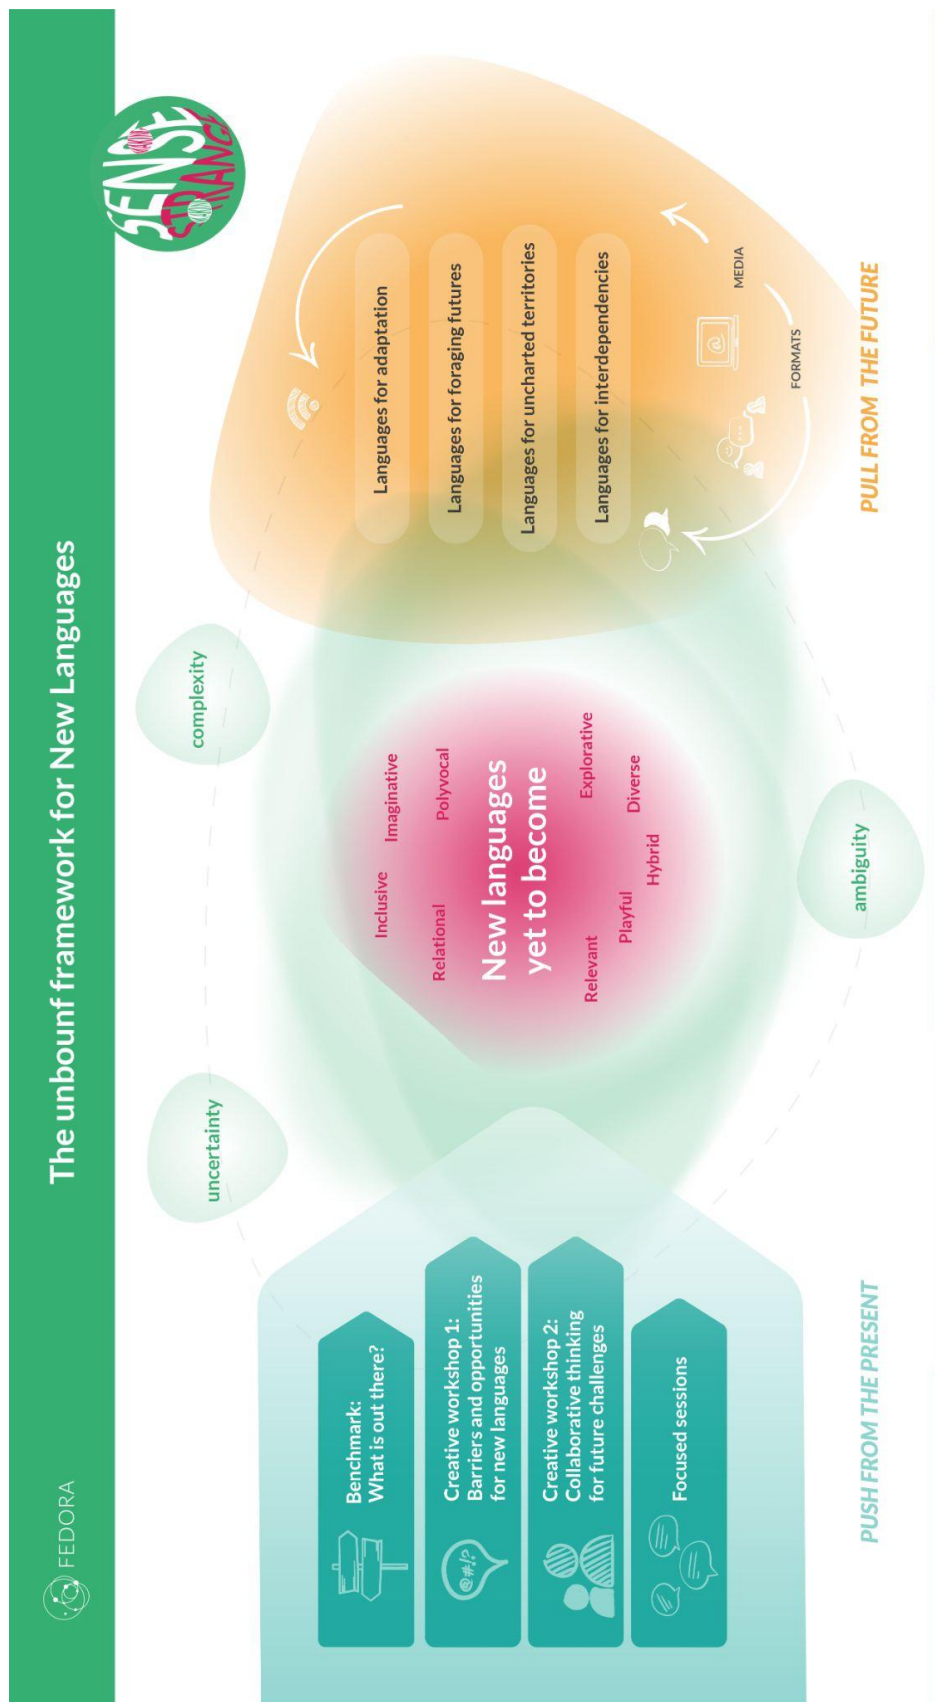 FEDORA
The unbounf framework for New Languages
SENSE
STRANGE
uncertainty
complexity
ambiguity
Benchmark:
What is out there?
@#!?
Creative workshop 1:
Barriers and opportunities
for new languages
Creative workshop 2:
Collaborative thinking
for future challenges
Focused sessions
PUSH FROM THE PRESENT
Inclusive
Imaginative
Relational
Polyvocal
New languages
yet to become
Relevant
Explorative
Playful
Diverse
Hybrid
Languages for adaptation
Languages for foraging futures
Languages for uncharted territories
Languages for interdependencies
@
MEDIA
FORMATS
PULL FROM THE FUTURE